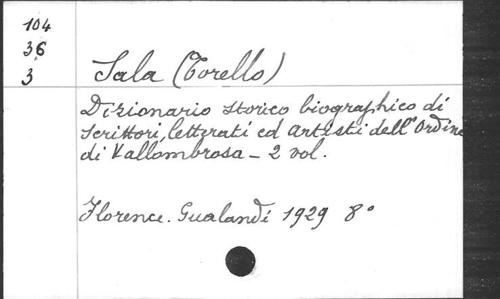 104
36
3
Sala (Torello)
Dizionario storico biographico di
scrittori, letterati ed artisti dell'Ordine
di Vallombrosa - 2 vol.
Florence. Gualandi 1929 8°